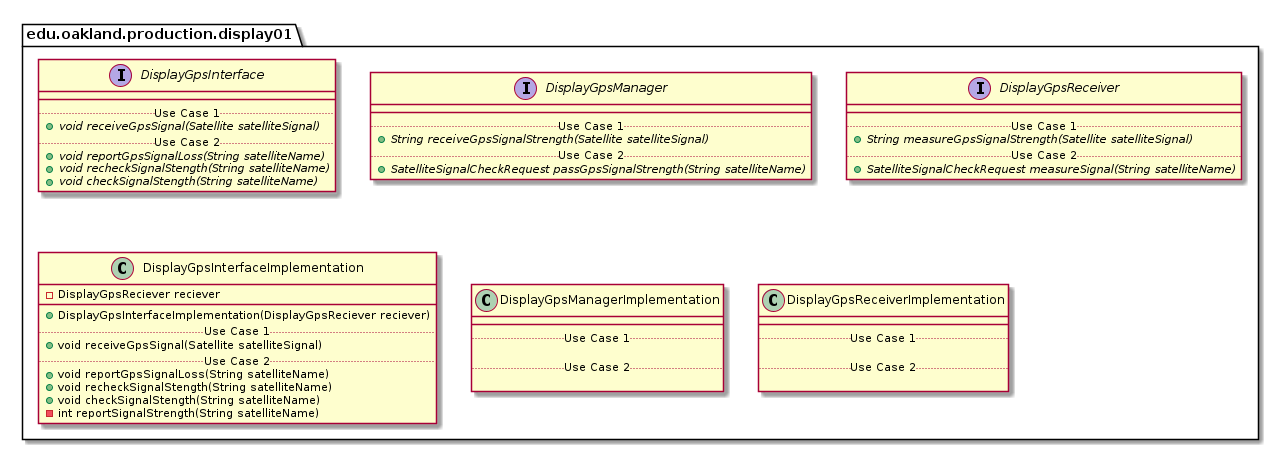 edu.oakland.production.display01
I DisplayGpsInterface
Use Case 1
void receiveGpsSignal(Satellite satelliteSignal)
Use Case 2
void reportGpsSignalLoss(String satelliteName)
void recheckSignalStength(String satelliteName)
void checkSignalStength(String satelliteName)
I DisplayGpsManager
Use Case 1
String receiveGpsSignalStrength(Satellite satelliteSignal)
Use Case 2
SatelliteSignalCheckRequest passGpsSignalStrength(String satelliteName)
I DisplayGpsReceiver
Use Case 1
String measureGpsSignalStrength(Satellite satelliteSignal)
Use Case 2
SatelliteSignalCheckRequest measureSignal(String satelliteName)
C DisplayGpsInterfaceImplementation
DisplayGpsReciever reciever
DisplayGpsInterfaceImplementation(DisplayGpsReciever reciever)
Use Case 1
void receiveGpsSignal(Satellite satelliteSignal)
Use Case 2
void reportGpsSignalLoss(String satelliteName)
void recheckSignalStength(String satelliteName)
void checkSignalStength(String satelliteName)
int reportSignalStrength(String satelliteName)
C DisplayGpsManagerImplementation
Use Case 1
Use Case 2
C DisplayGpsReceiverImplementation
Use Case 1
Use Case 2